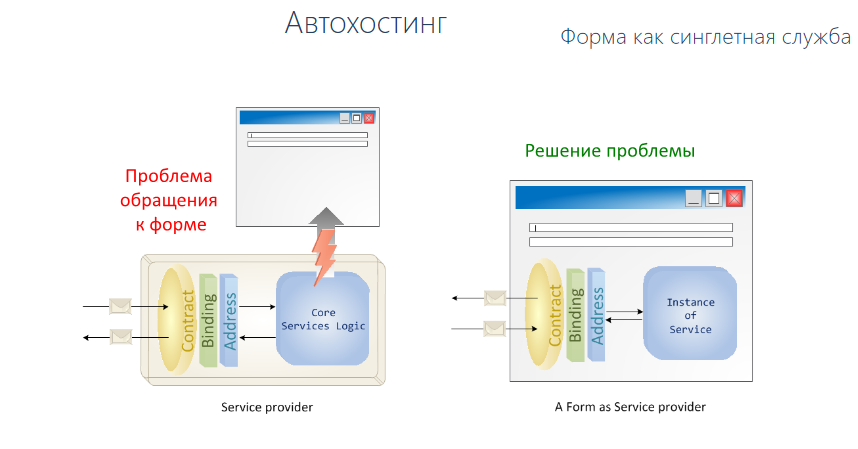 Автохостинг
Форма как синглетная служба
Проблема
обращения
к форме
Contract
Binding
Address
Core
Services Logic
Service provider
Решение проблемы
Contract
Binding
Address
Instance
of
Service
A Form as Service provider